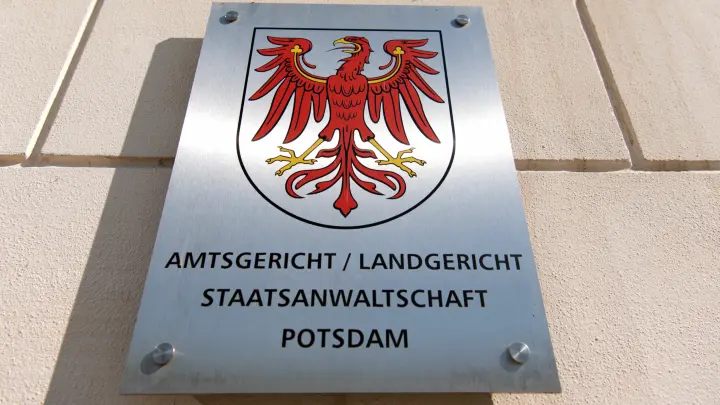 AMTSGERICHT / LANDGERICHT
STAATSANWALTSCHAFT
POTSDAM